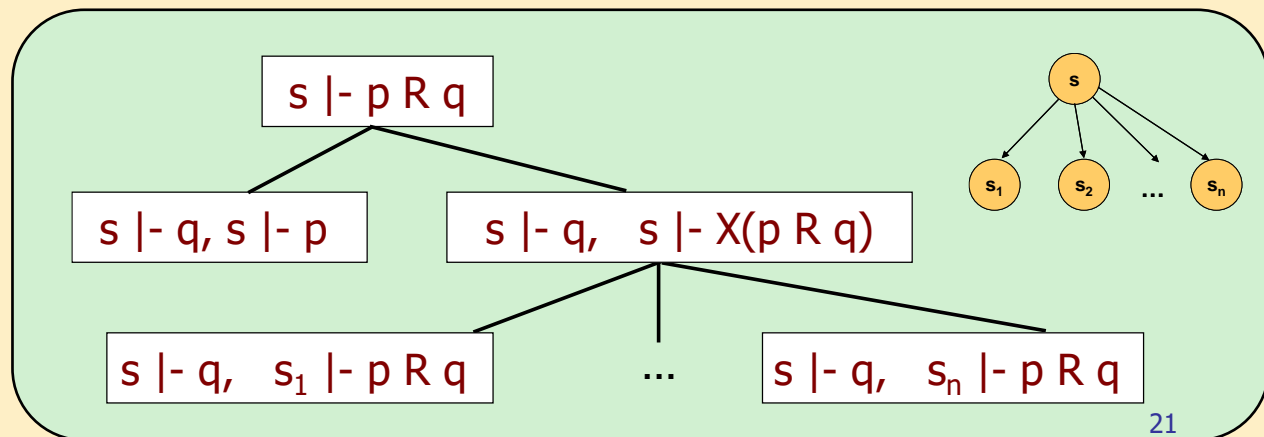 s |- p R q
s
s |- q, s |- p
s |- q, s |- X(p R q)
s₁
s₂
...
sₙ
s |- q, s₁ |- p R q
...
s |- q, sₙ |- p R q
21